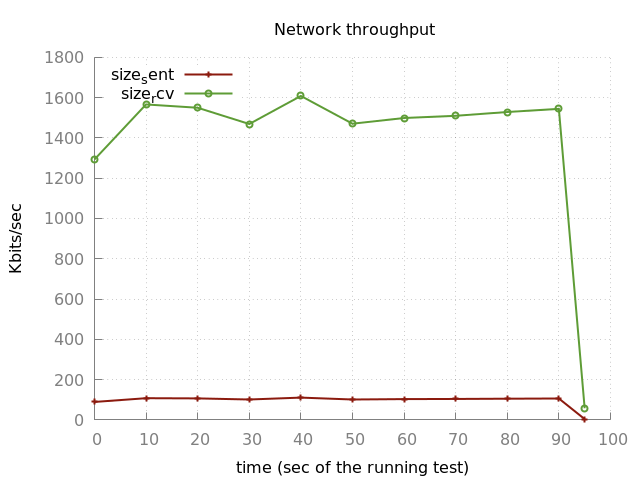 Network throughput
1800
1600
1400
1200
1000
800
600
400
200
0
Kbits/sec
size_sent
size_rcv
0 10 20 30 40 50 60 70 80 90 100
time (sec of the running test)